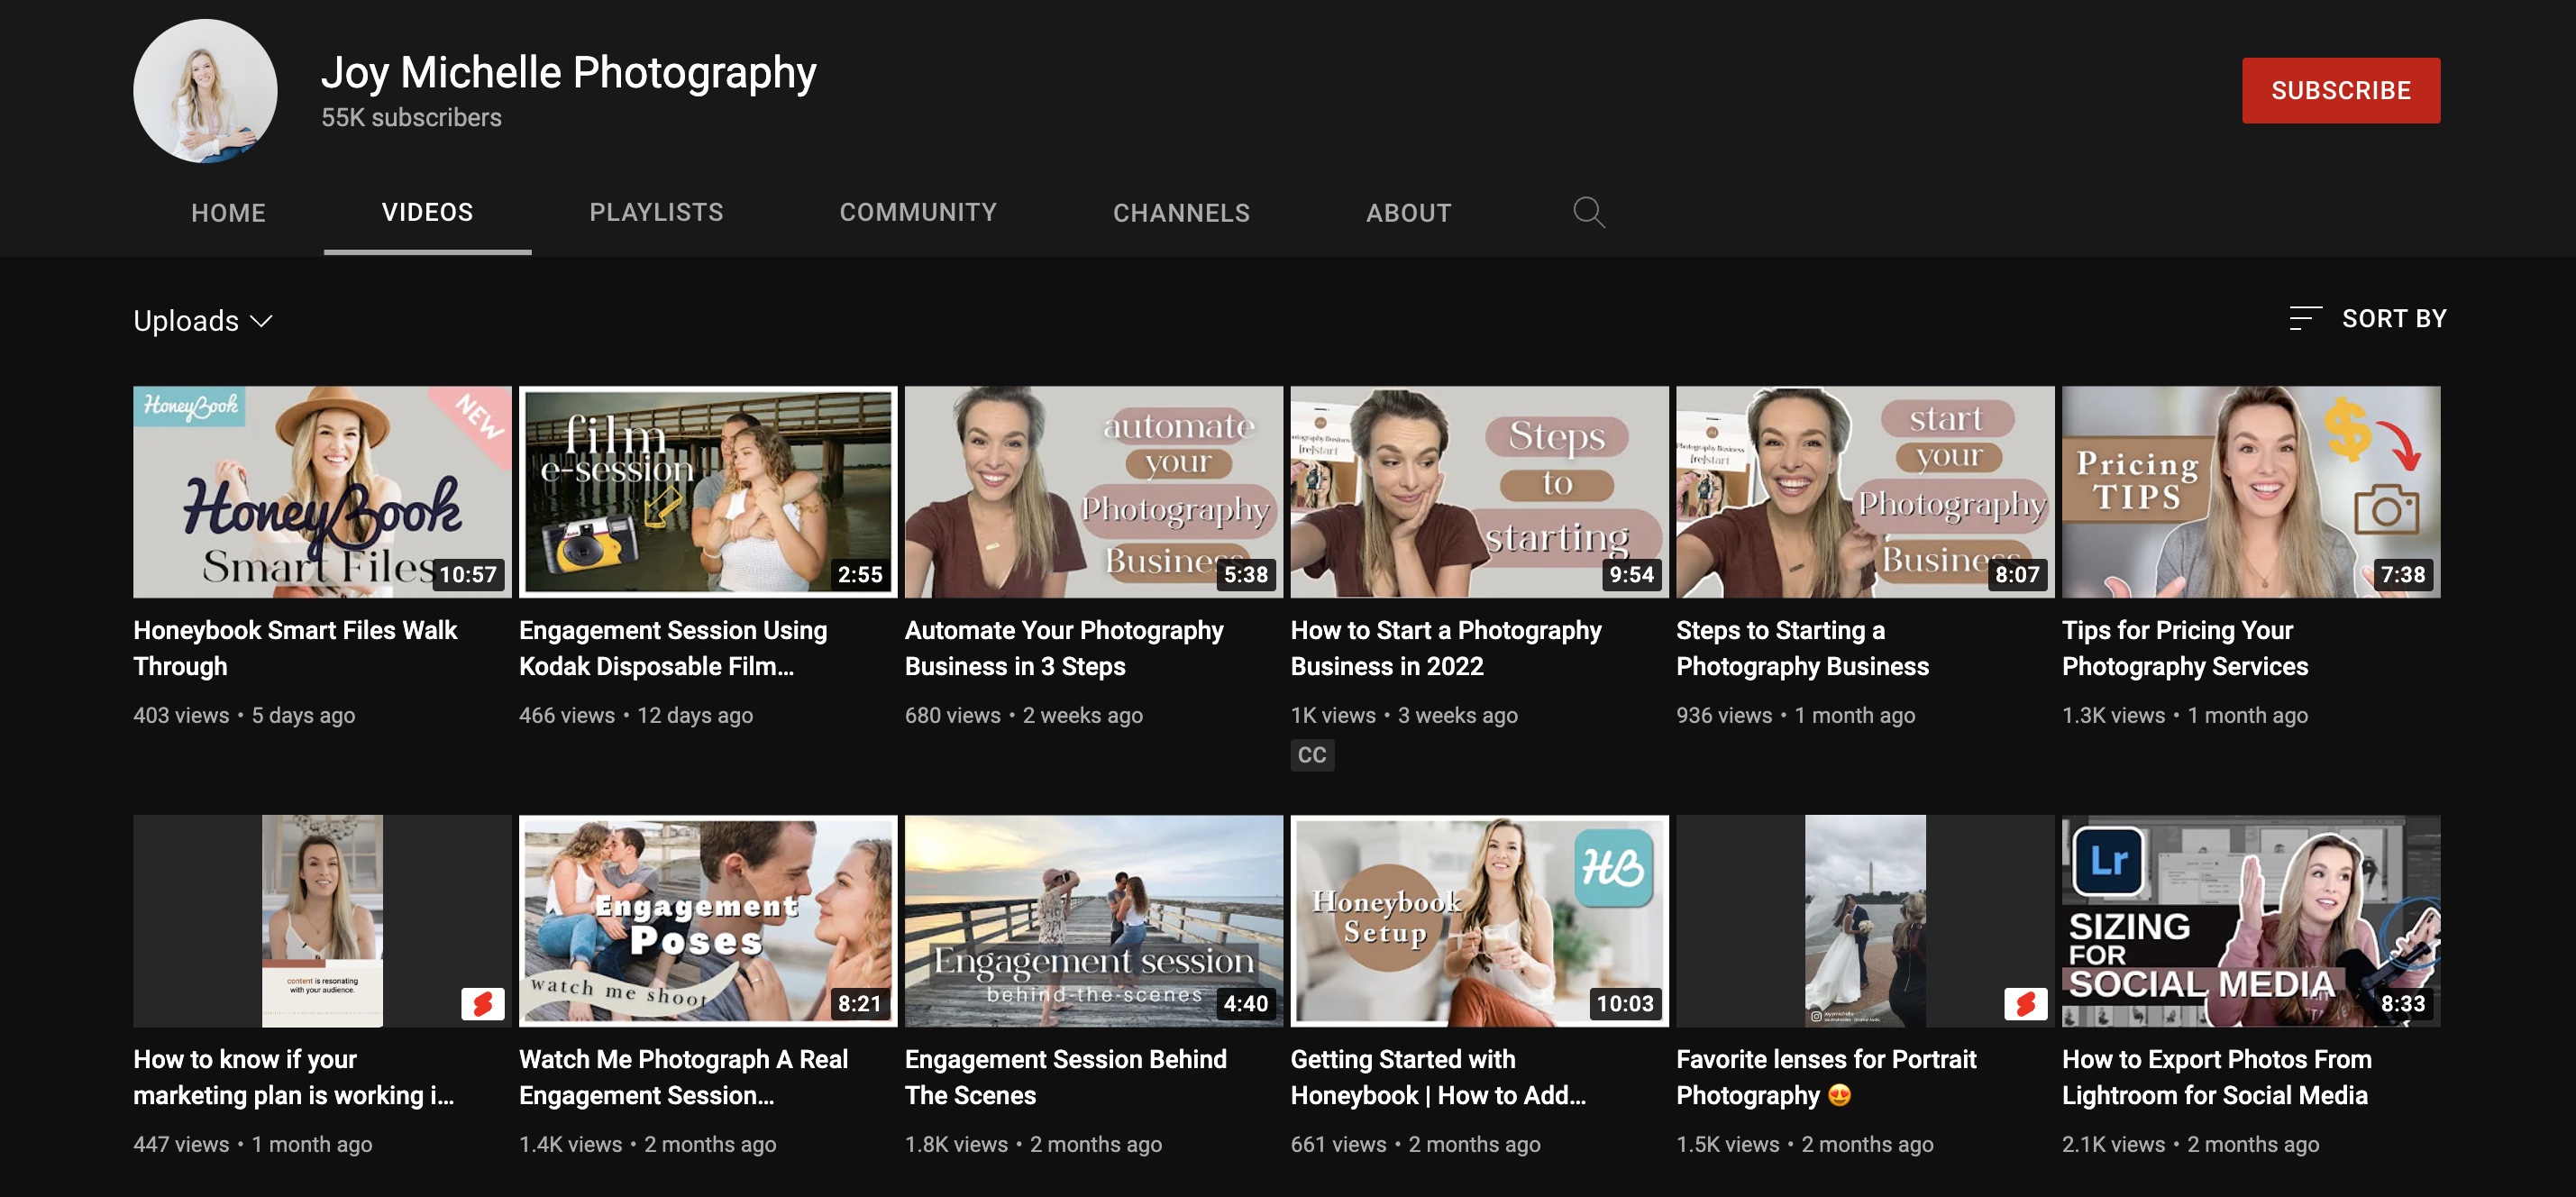 Joy Michelle Photography
55K subscribers
SUBSCRIBE
HOME
VIDEOS
PLAYLISTS
COMMUNITY
CHANNELS
ABOUT
Uploads
SORT BY
HoneyBook
NEW
HoneyBook
Smart Files
10:57
film
e-session
2:55
automate
your
Photography
Business
5:38
Photography Business
[re]start
Steps
to
starting
9:54
Photography Business
[re]start
start
your
Photography
Business
8:07
Pricing
TIPS
$
7:38
Honeybook Smart Files Walk
Through
403 views • 5 days ago
Engagement Session Using
Kodak Disposable Film...
466 views • 12 days ago
Automate Your Photography
Business in 3 Steps
680 views • 2 weeks ago
How to Start a Photography
Business in 2022
1K views • 3 weeks ago
CC
Steps to Starting a
Photography Business
936 views • 1 month ago
Tips for Pricing Your
Photography Services
1.3K views • 1 month ago
content is resonating
with your audience.
Engagement
Poses
watch me shoot
8:21
Engagement session
behind-the-scenes
4:40
Honeybook
Setup
HB
10:03
Lr
SIZING
FOR
SOCIAL MEDIA
8:33
How to know if your
marketing plan is working i...
447 views • 1 month ago
Watch Me Photograph A Real
Engagement Session...
1.4K views • 2 months ago
Engagement Session Behind
The Scenes
1.8K views • 2 months ago
Getting Started with
Honeybook | How to Add...
661 views • 2 months ago
Favorite lenses for Portrait
Photography 😍
1.5K views • 2 months ago
How to Export Photos From
Lightroom for Social Media
2.1K views • 2 months ago